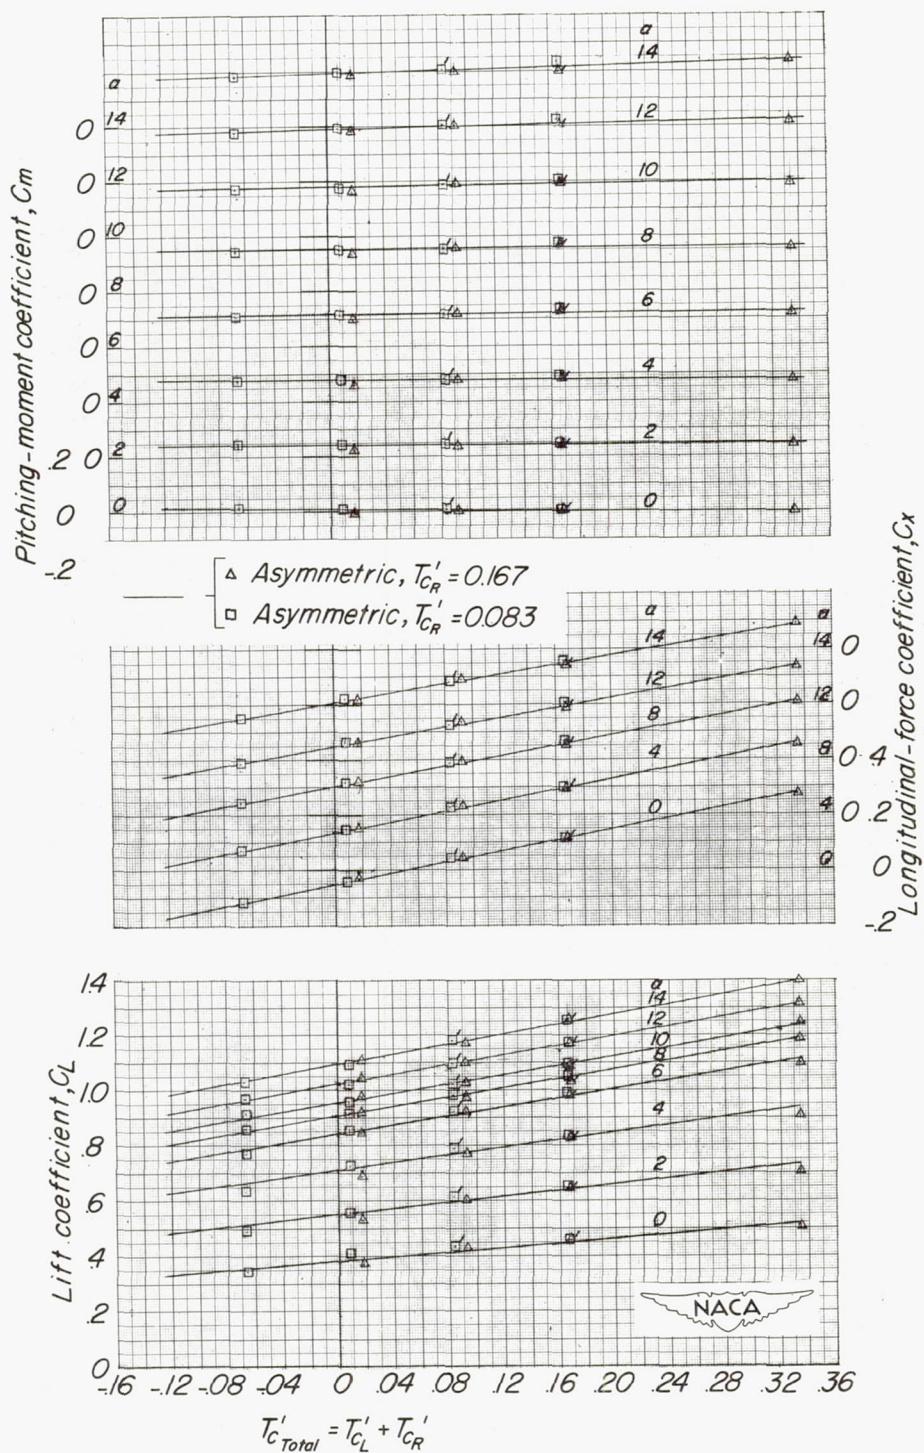 a
14
12
10
8
6
4
2
0
a
0 14
0 12
0 10
0 8
0 6
0 4
.2 0 2
0 0
-.2
Pitching-moment coefficient, Cm
△ Asymmetric, T'CR = 0.167
□ Asymmetric, T'CR = 0.083
a
14
12
8
4
0
a
14 0
12 0
8 0 .4
4 0 .2
0 0
-.2
Longitudinal-force coefficient, Cx
1.4
1.2
1.0
.8
.6
.4
.2
0
Lift coefficient, CL
a
14
12
10
8
6
4
2
0
NACA
-.16 -.12 -.08 -.04 0 .04 .08 .12 .16 .20 .24 .28 0.32 0.36
T'C Total = T'CL + T'CR